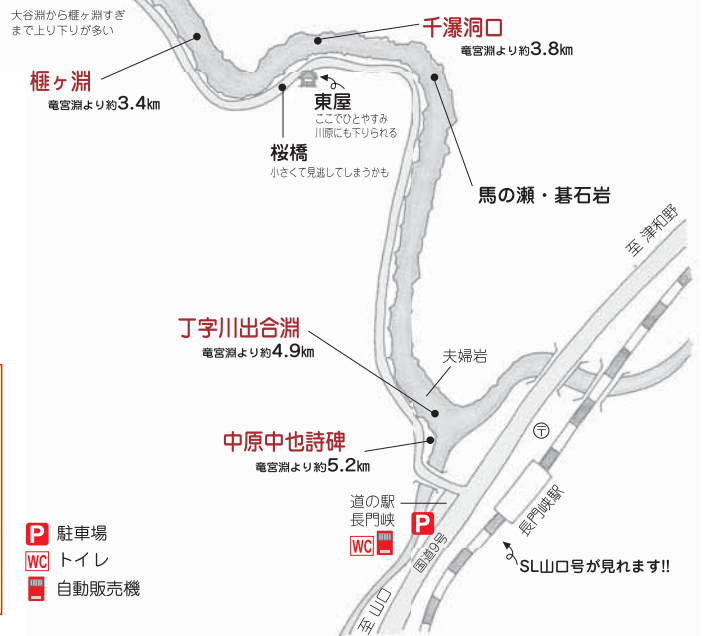 大谷淵から榧ヶ淵すぎ
まで上り下りが多い
千瀑洞口
竜宮淵より約3.8km
榧ヶ淵
竜宮淵より約3.4km
東屋
ここでひとやすみ
川原にも下りられる
桜橋
小さくて見逃してしまうかも
馬の瀬・碁石岩
至 津和野
丁字川出合淵
竜宮淵より約4.9km
夫婦岩
中原中也詩碑
竜宮淵より約5.2km
〒
道の駅
長門峡
P
WC
長門峡駅
国道9号
SL山口号が見れます!!
至 山口
P 駐車場
WC トイレ
自動販売機